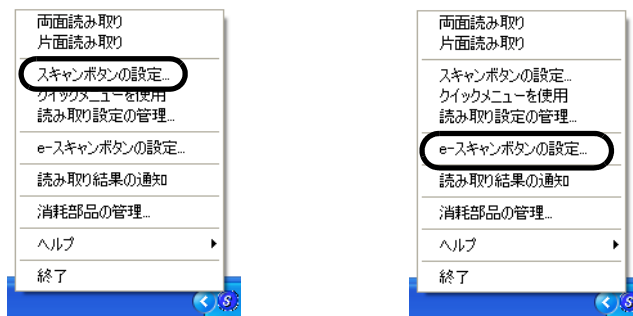 両面読み取り
片面読み取り
スキャンボタンの設定...
クイックメニューを使用
読み取り設定の管理...
e-スキャンボタンの設定...
読み取り結果の通知
消耗部品の管理...
ヘルプ
終了
S
両面読み取り
片面読み取り
スキャンボタンの設定...
クイックメニューを使用
読み取り設定の管理...
e-スキャンボタンの設定...
読み取り結果の通知
消耗部品の管理...
ヘルプ
終了
S